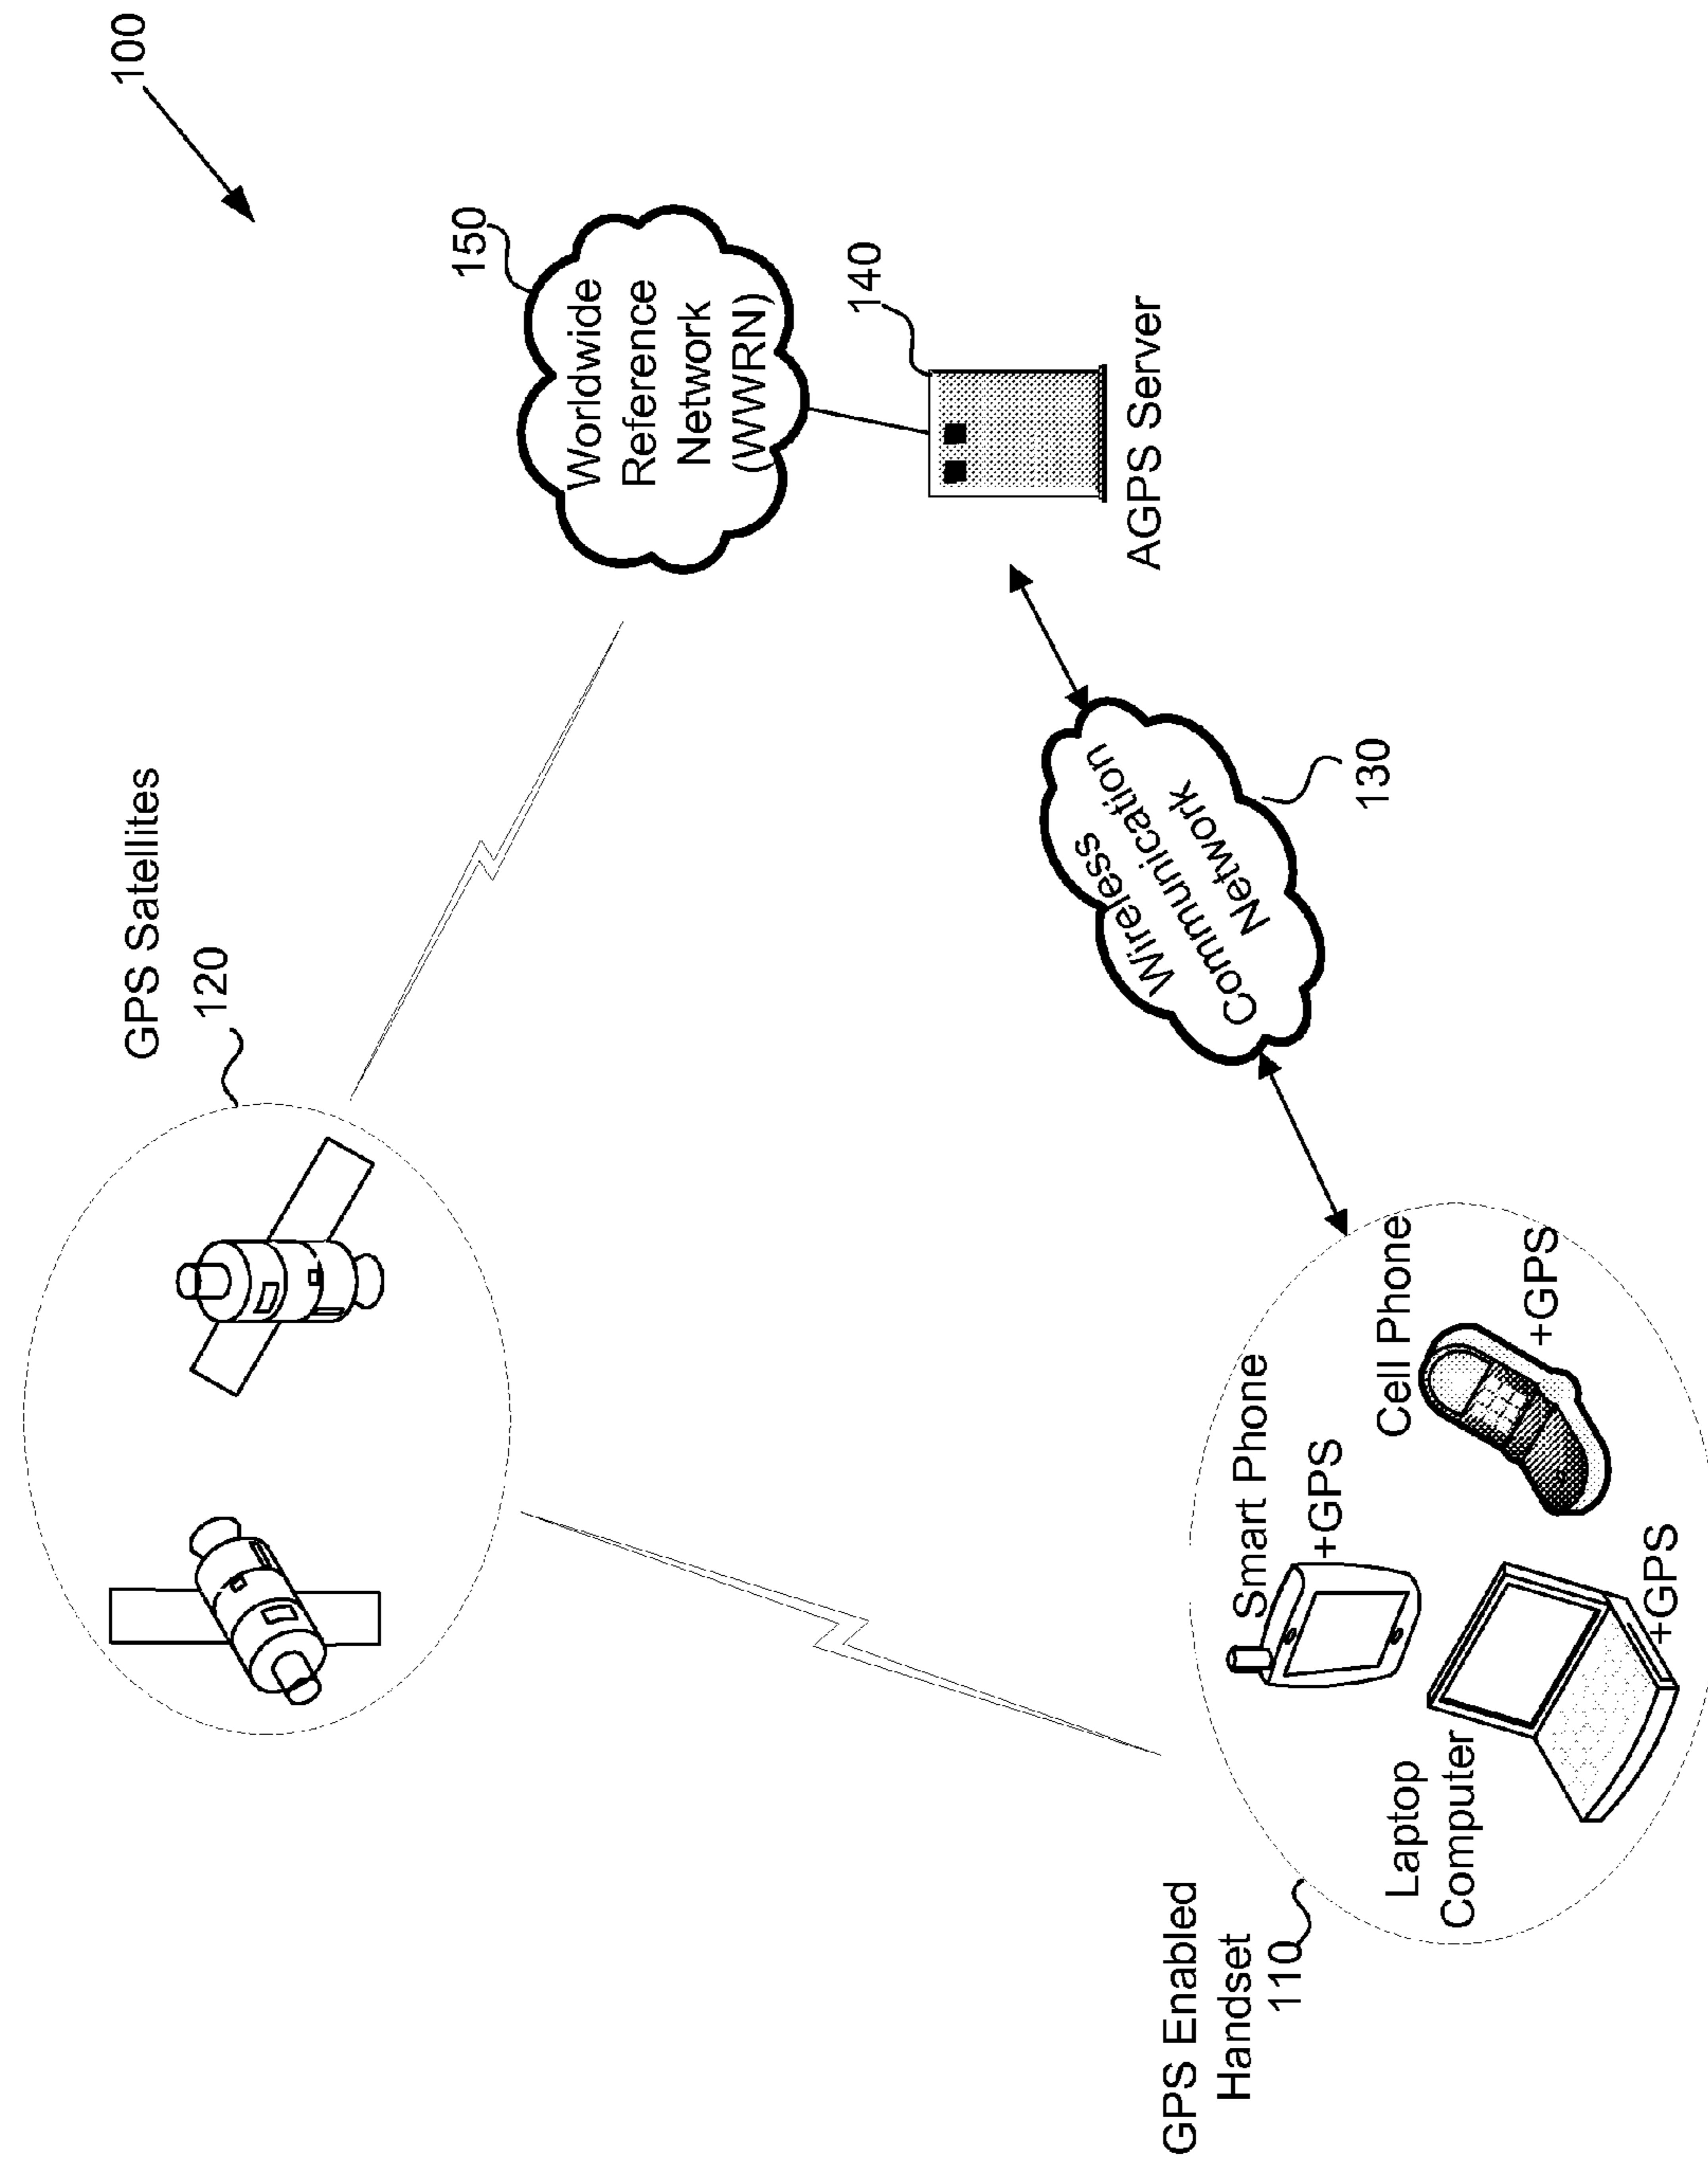 100
GPS Satellites
120
150
Worldwide
Reference
Network
(WWRN)
140
AGPS Server
Wireless
Communication
Network
130
GPS Enabled
Handset
110
Smart Phone
+GPS
Cell Phone
+GPS
Laptop
Computer
+GPS